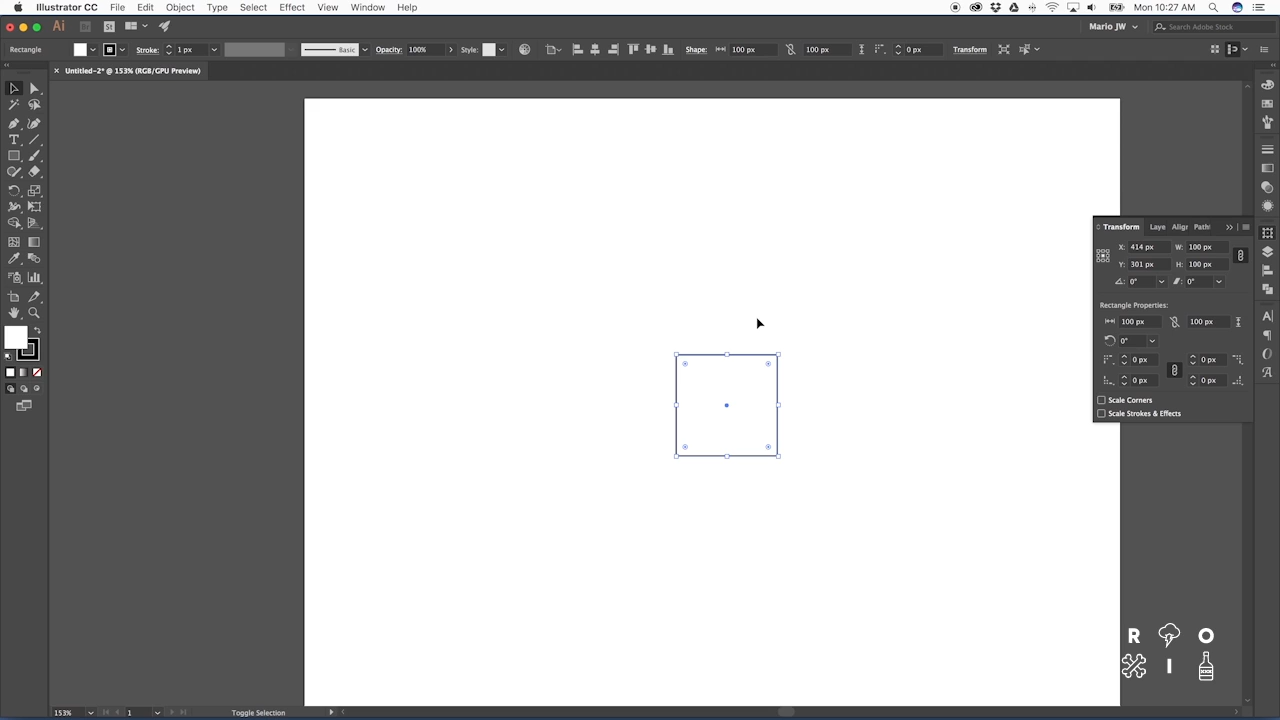 Illustrator CC File Edit Object Type Select Effect View Window Help Mon 10:27 AM
Ai Br St Mario JW Search Adobe Stock
Rectangle Stroke: 1 px Basic Opacity: 100% Style: Shape: 100 px 100 px 0 px Transform
× Untitled-2* @ 153% (RGB/GPU Preview)
Transform Laye Align Path
X: 414 px W: 100 px
Y: 301 px H: 100 px
0° 0°
Rectangle Properties:
100 px 100 px
0°
0 px 0 px
0 px 0 px
Scale Corners
Scale Strokes & Effects
R O
I XXX
153% 1 Toggle Selection